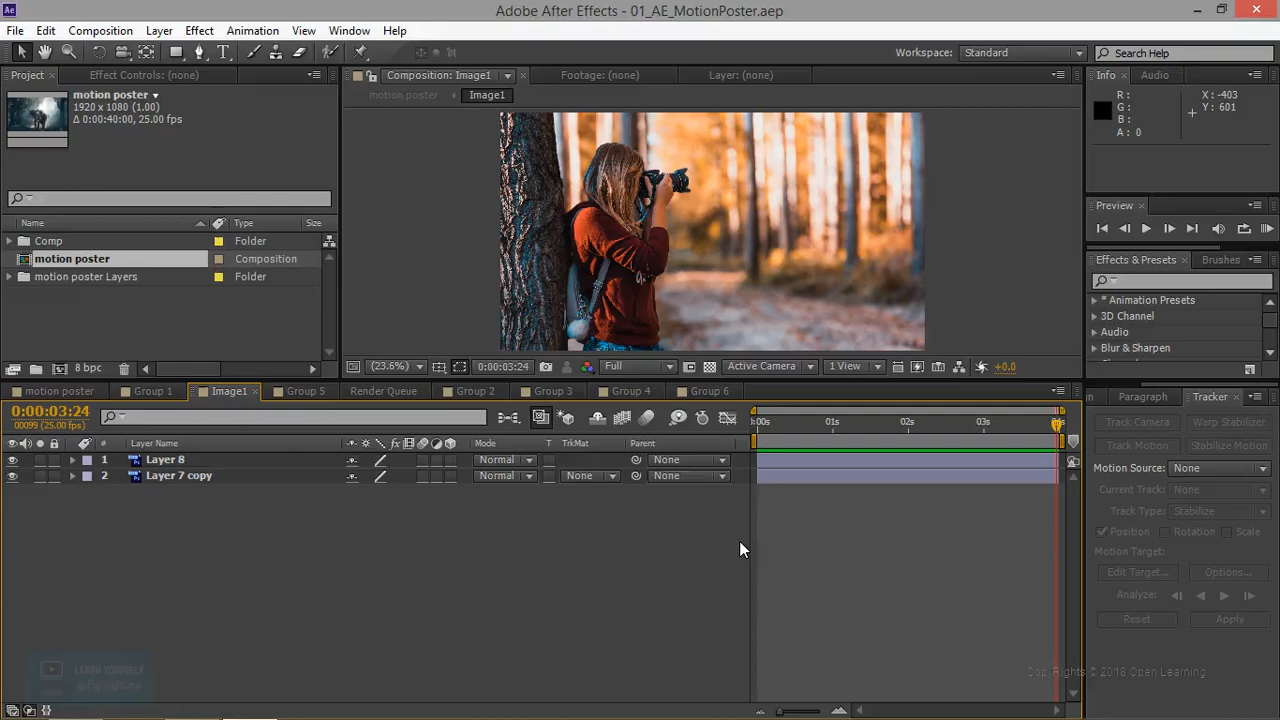 Adobe After Effects - 01_AE_MotionPoster.aep
File Edit Composition Layer Effect Animation View Window Help
Workspace: Standard Search Help
Project Effect Controls: (none) Composition: Image1 Footage: (none) Layer: (none) Info Audio
motion poster
1920 x 1080 (1.00)
Δ 0:00:40:00, 25.00 fps
motion poster Image1
R :
G :
B :
A : 0
X : -403
Y : 601
Preview
Name Type Size
Comp Folder
motion poster Composition
motion poster Layers Folder
8 bpc
(23.6%) 0:00:03:24 Full Active Camera 1 View +0.0
Effects & Presets Brushes
* Animation Presets
3D Channel
Audio
Blur & Sharpen
motion poster Group 1 Image1 Group 5 Render Queue Group 2 Group 3 Group 4 Group 6
0:00:03:24
00099 (25.00 fps)
:00s 01s 02s 03s
# Layer Name fx Mode T TrkMat Parent
1 Layer 8 Normal None
2 Layer 7 copy Normal None None
Paragraph Tracker
Track Camera Warp Stabilizer
Track Motion Stabilize Motion
Motion Source: None
Current Track: None
Track Type: Stabilize
Position Rotation Scale
Motion Target:
Edit Target... Options...
Analyze:
Reset Apply
LEARN YOURSELF
Copy Rights © 2018 Open Learning